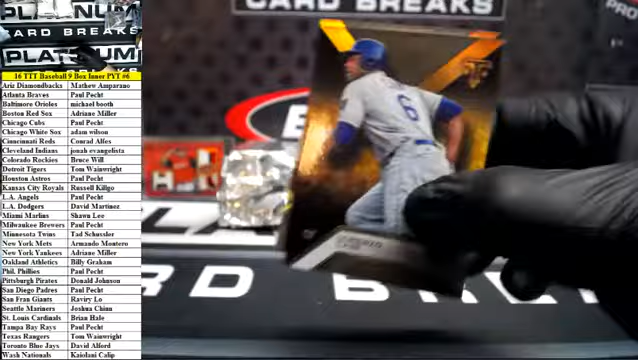 PLATINUM
CARD BREAKS
PLATINUM
CARD BREAKS
16 TTT Baseball 9 Box Inner PYT #6
Ariz Diamondbacks Mathew Amparano
Atlanta Braves Paul Pecht
Baltimore Orioles michael booth
Boston Red Sox Adriane Miller
Chicago Cubs Paul Pecht
Chicago White Sox adam wilson
Cinncinnati Reds Conrad Alfes
Cleveland Indians jonah evangelista
Colorado Rockies Bruce Will
Detroit Tigers Tom Wainwright
Houston Astros Paul Pecht
Kansas City Royals Russell Killgo
L.A. Angels Paul Pecht
L.A. Dodgers David Martinez
Miami Marlins Shawn Lee
Milwaukee Brewers Paul Pecht
Minnesota Twins Tad Schussler
New York Mets Armando Montero
New York Yankees Adriane Miller
Oakland Athletics Billy Graham
Phil. Phillies Paul Pecht
Pittsburgh Pirates Donald Johnson
San Diego Padres Paul Pecht
San Fran Giants Raviry Lo
Seattle Mariners Joshua Chinn
St. Louis Cardinals Brian Hale
Tampa Bay Rays Paul Pecht
Texas Rangers Tom Wainwright
Toronto Blue Jays David Alford
Wash Nationals Kaiolani Calip
6